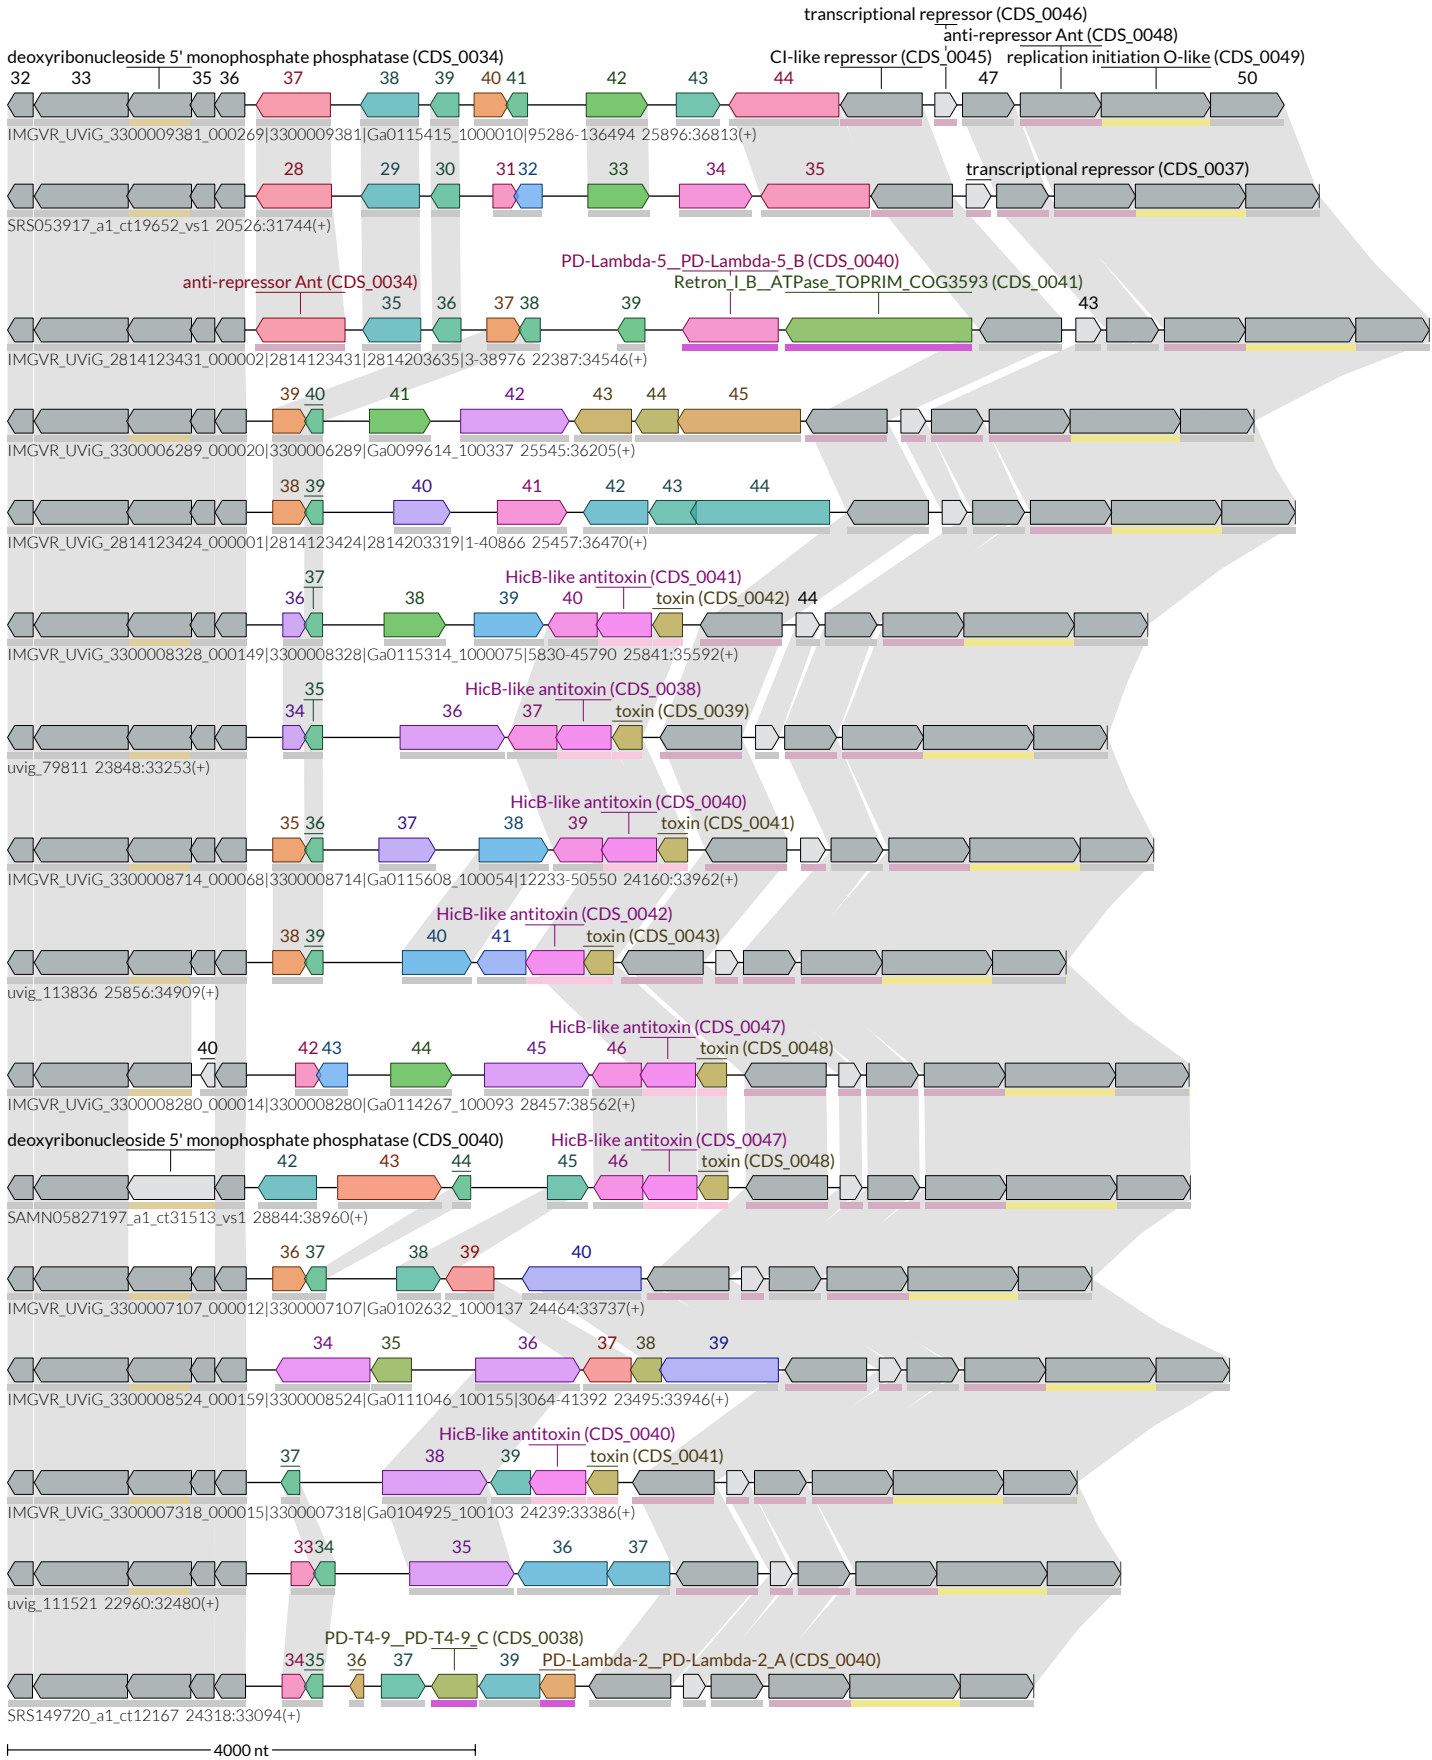 transcriptional repressor (CDS_0046)
anti-repressor Ant (CDS_0048)
deoxyribonucleoside 5' monophosphate phosphatase (CDS_0034) CI-like repressor (CDS_0045) replication initiation O-like (CDS_0049)
32 33 35 36 37 38 39 40 41 42 43 44 47 50
IMGVR_UViG_3300009381_000269|3300009381|Ga0115415_1000010|95286-136494 25896:36813(+)
28 29 30 31 32 33 34 35 transcriptional repressor (CDS_0037)
SRS053917_a1_ct19652_vs1 20526:31744(+)
PD-Lambda-5__PD-Lambda-5_B (CDS_0040)
anti-repressor Ant (CDS_0034) Retron_I_B__ATPase_TOPRIM_COG3593 (CDS_0041)
35 36 37 38 39 43
IMGVR_UViG_2814123431_000002|2814123431|2814203635|3-38976 22387:34546(+)
39 40 41 42 43 44 45
IMGVR_UViG_3300006289_000020|3300006289|Ga0099614_100337 25545:36205(+)
38 39 40 41 42 43 44
IMGVR_UViG_2814123424_000001|2814123424|2814203319|1-40866 25457:36470(+)
37 HicB-like antitoxin (CDS_0041)
36 38 39 40 toxin (CDS_0042) 44
IMGVR_UViG_3300008328_000149|3300008328|Ga0115314_1000075|5830-45790 25841:35592(+)
35 HicB-like antitoxin (CDS_0038)
34 36 37 toxin (CDS_0039)
uvig_79811 23848:33253(+)
HicB-like antitoxin (CDS_0040)
35 36 37 38 39 toxin (CDS_0041)
IMGVR_UViG_3300008714_000068|3300008714|Ga0115608_100054|12233-50550 24160:33962(+)
HicB-like antitoxin (CDS_0042)
38 39 40 41 toxin (CDS_0043)
uvig_113836 25856:34909(+)
HicB-like antitoxin (CDS_0047)
40 42 43 44 45 46 toxin (CDS_0048)
IMGVR_UViG_3300008280_000014|3300008280|Ga0114267_100093 28457:38562(+)
deoxyribonucleoside 5' monophosphate phosphatase (CDS_0040) HicB-like antitoxin (CDS_0047)
42 43 44 45 46 toxin (CDS_0048)
SAMN05827197_a1_ct31513_vs1 28844:38960(+)
36 37 38 39 40
IMGVR_UViG_3300007107_000012|3300007107|Ga0102632_1000137 24464:33737(+)
34 35 36 37 38 39
IMGVR_UViG_3300008524_000159|3300008524|Ga0111046_100155|3064-41392 23495:33946(+)
HicB-like antitoxin (CDS_0040)
37 38 39 toxin (CDS_0041)
IMGVR_UViG_3300007318_000015|3300007318|Ga0104925_100103 24239:33386(+)
33 34 35 36 37
uvig_111521 22960:32480(+)
PD-T4-9__PD-T4-9_C (CDS_0038)
34 35 36 37 39 PD-Lambda-2__PD-Lambda-2_A (CDS_0040)
SRS149720_a1_ct12167 24318:33094(+)
4000 nt